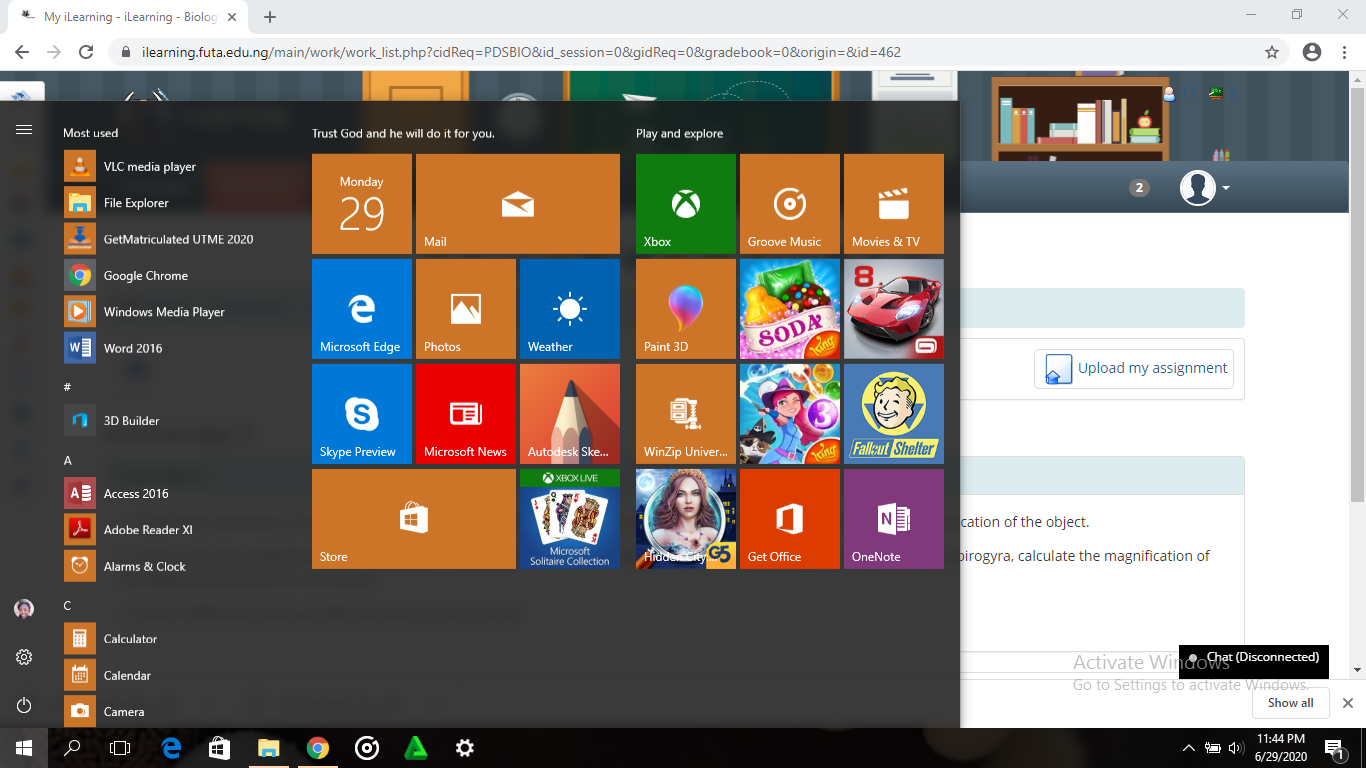 My iLearning - iLearning - Biolog
ilearning.futa.edu.ng/main/work/work_list.php?cidReq=PDSBIO&id_session=0&gidReq=0&gradebook=0&origin=&id=462
2
Upload my assignment
cation of the object.
pirogyra, calculate the magnification of
Most used
VLC media player
File Explorer
GetMatriculated UTME 2020
Google Chrome
Windows Media Player
Word 2016
#
3D Builder
A
Access 2016
Adobe Reader XI
Alarms & Clock
C
Calculator
Calendar
Camera
Trust God and he will do it for you.
Monday
29
Mail
Microsoft Edge
Photos
Weather
Skype Preview
Microsoft News
Autodesk Ske...
Store
XBOX LIVE
Microsoft
Solitaire Collection
Play and explore
Xbox
Groove Music
Movies & TV
Paint 3D
SODA
King
8
WinZip Univer...
3
King
Fallout Shelter
Hidden City...
G5
Get Office
OneNote
Chat (Disconnected)
Activate Windows
Go to Settings to activate Windows.
Show all
11:44 PM
6/29/2020
1